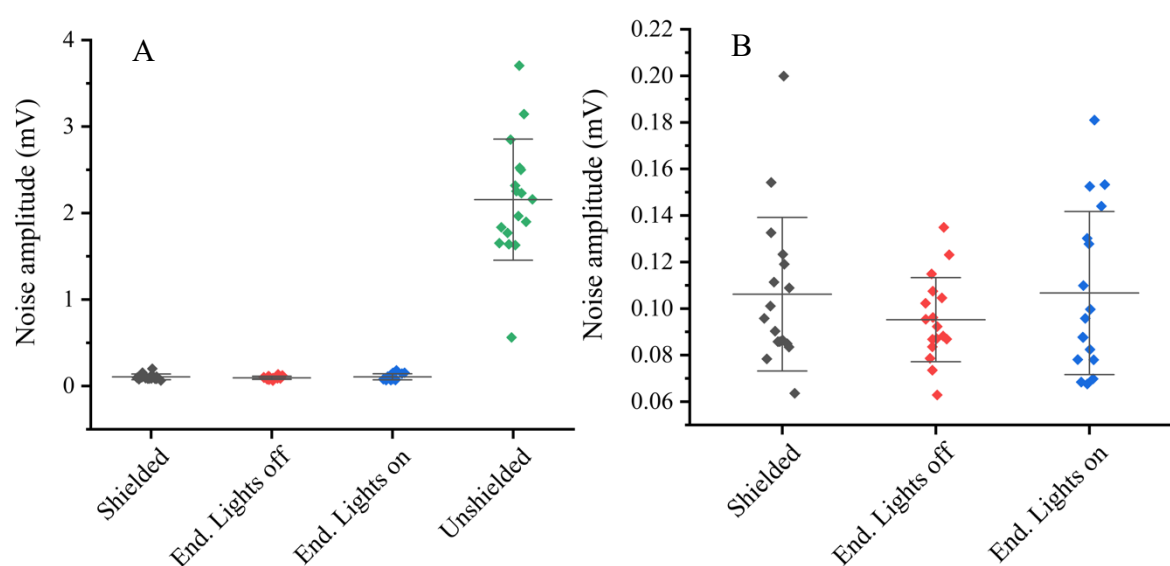 A
Noise amplitude (mV)
4
3
2
1
0
Shielded
End. Lights off
End. Lights on
Unshielded
B
Noise amplitude (mV)
0.22
0.20
0.18
0.16
0.14
0.12
0.10
0.08
0.06
Shielded
End. Lights off
End. Lights on